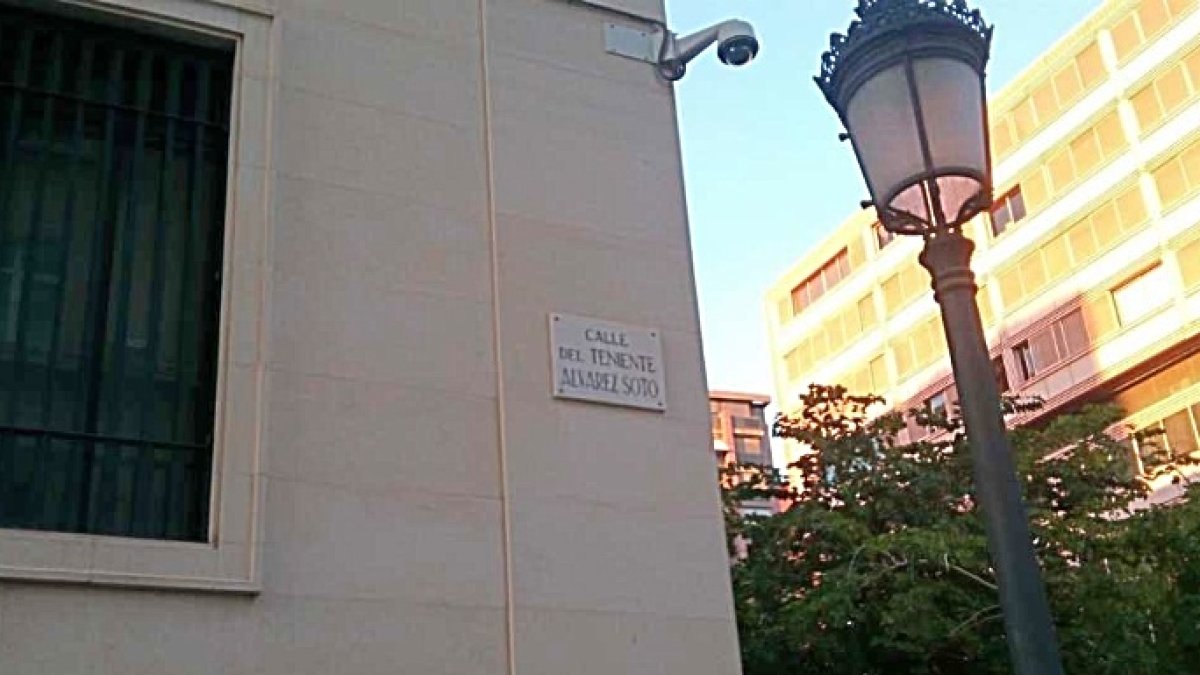 CALLE
DEL TENIENTE
ALVAREZ SOTO